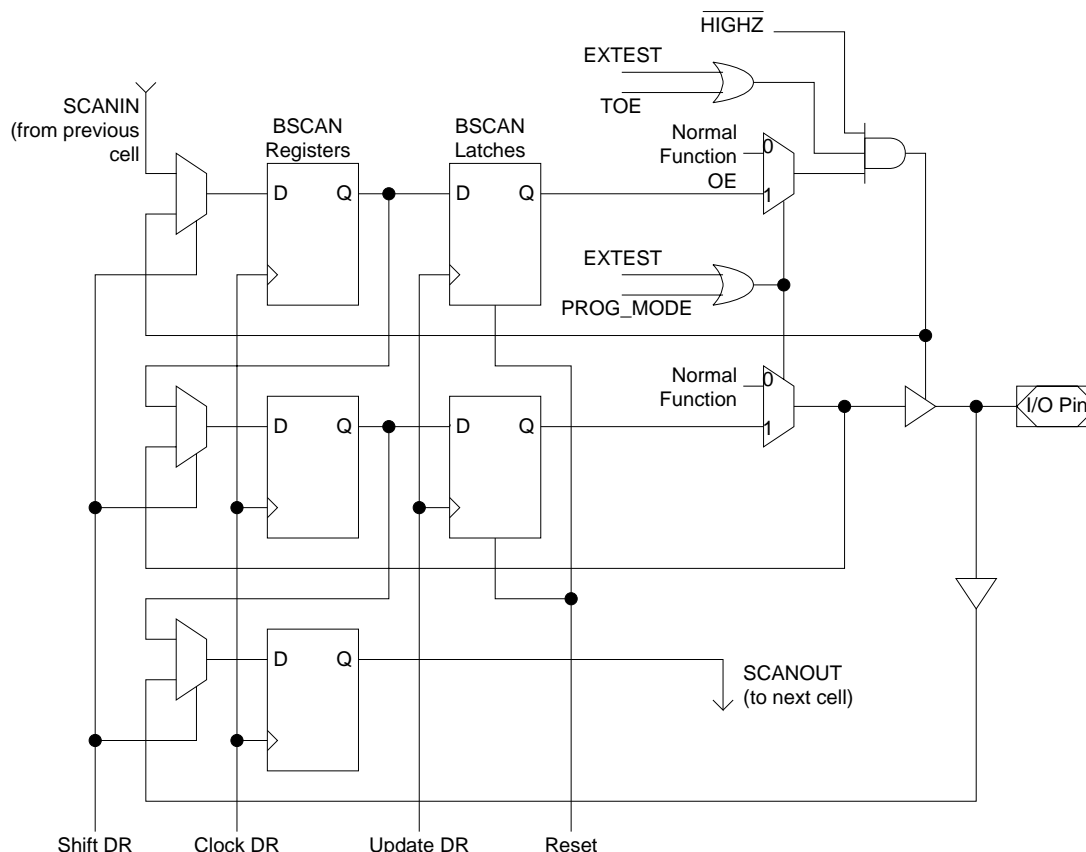 HIGHZ
EXTEST
TOE
SCANIN
(from previous
cell)
BSCAN
Registers
BSCAN
Latches
Normal
Function
OE
0
1
D
Q
D
Q
EXTEST
PROG_MODE
Normal
Function
0
1
I/O Pin
D
Q
D
Q
D
Q
SCANOUT
(to next cell)
Shift DR
Clock DR
Update DR
Reset